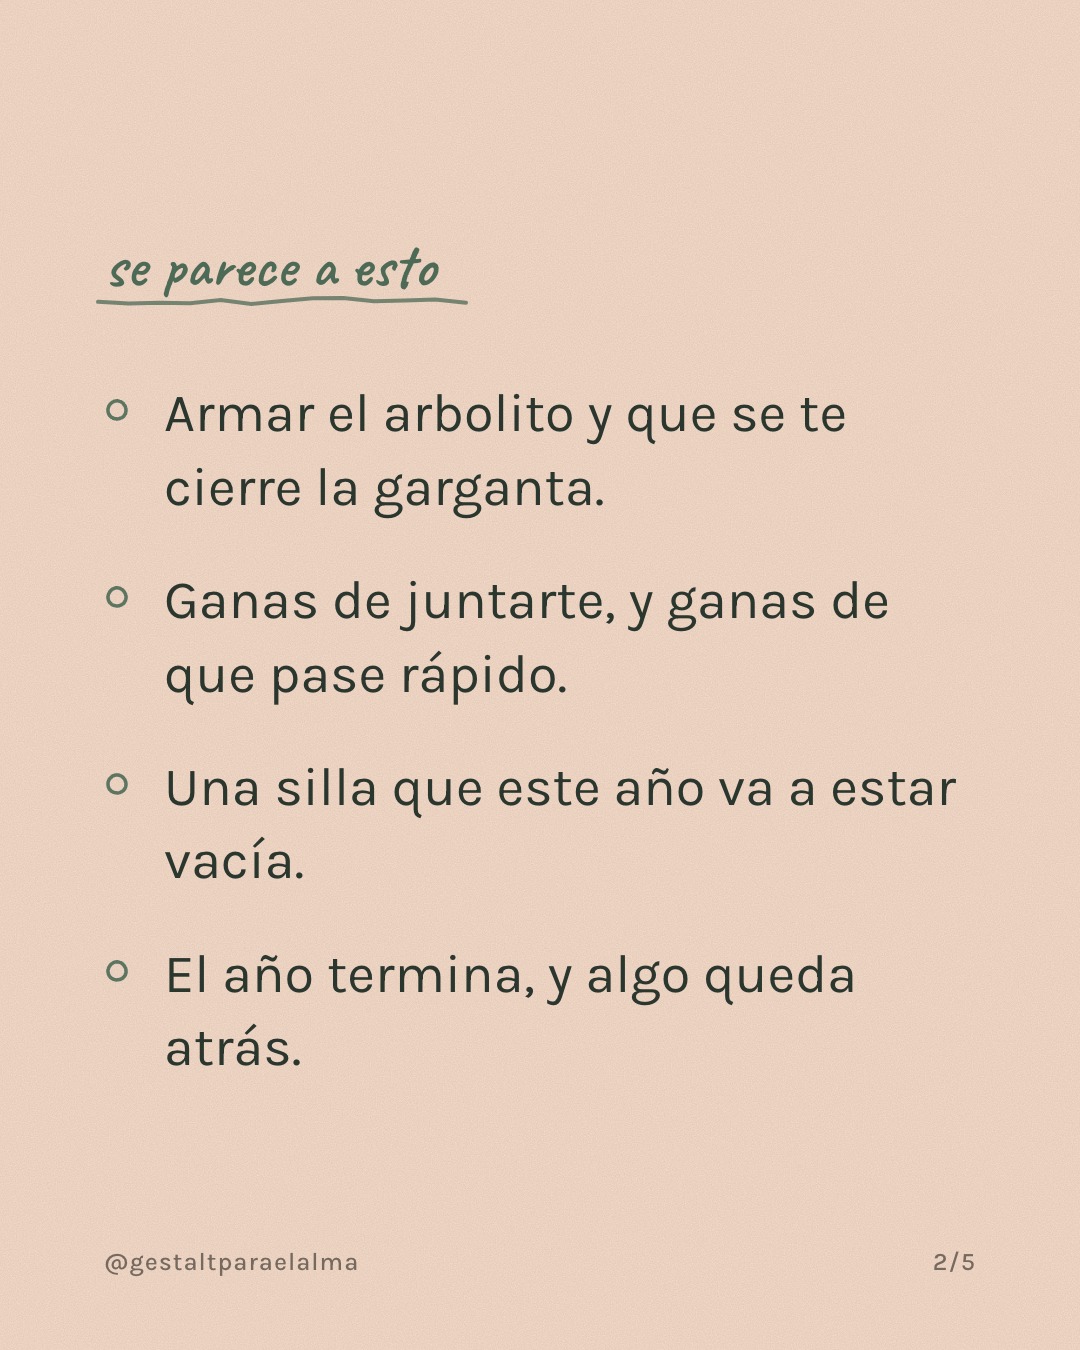 se parece a esto
Armar el arbolito y que se te
cierre la garganta.
Ganas de juntarte, y ganas de
que pase rápido.
Una silla que este año va a estar
vacía.
El año termina, y algo queda
atrás.
@gestaltparaelalma
2/5